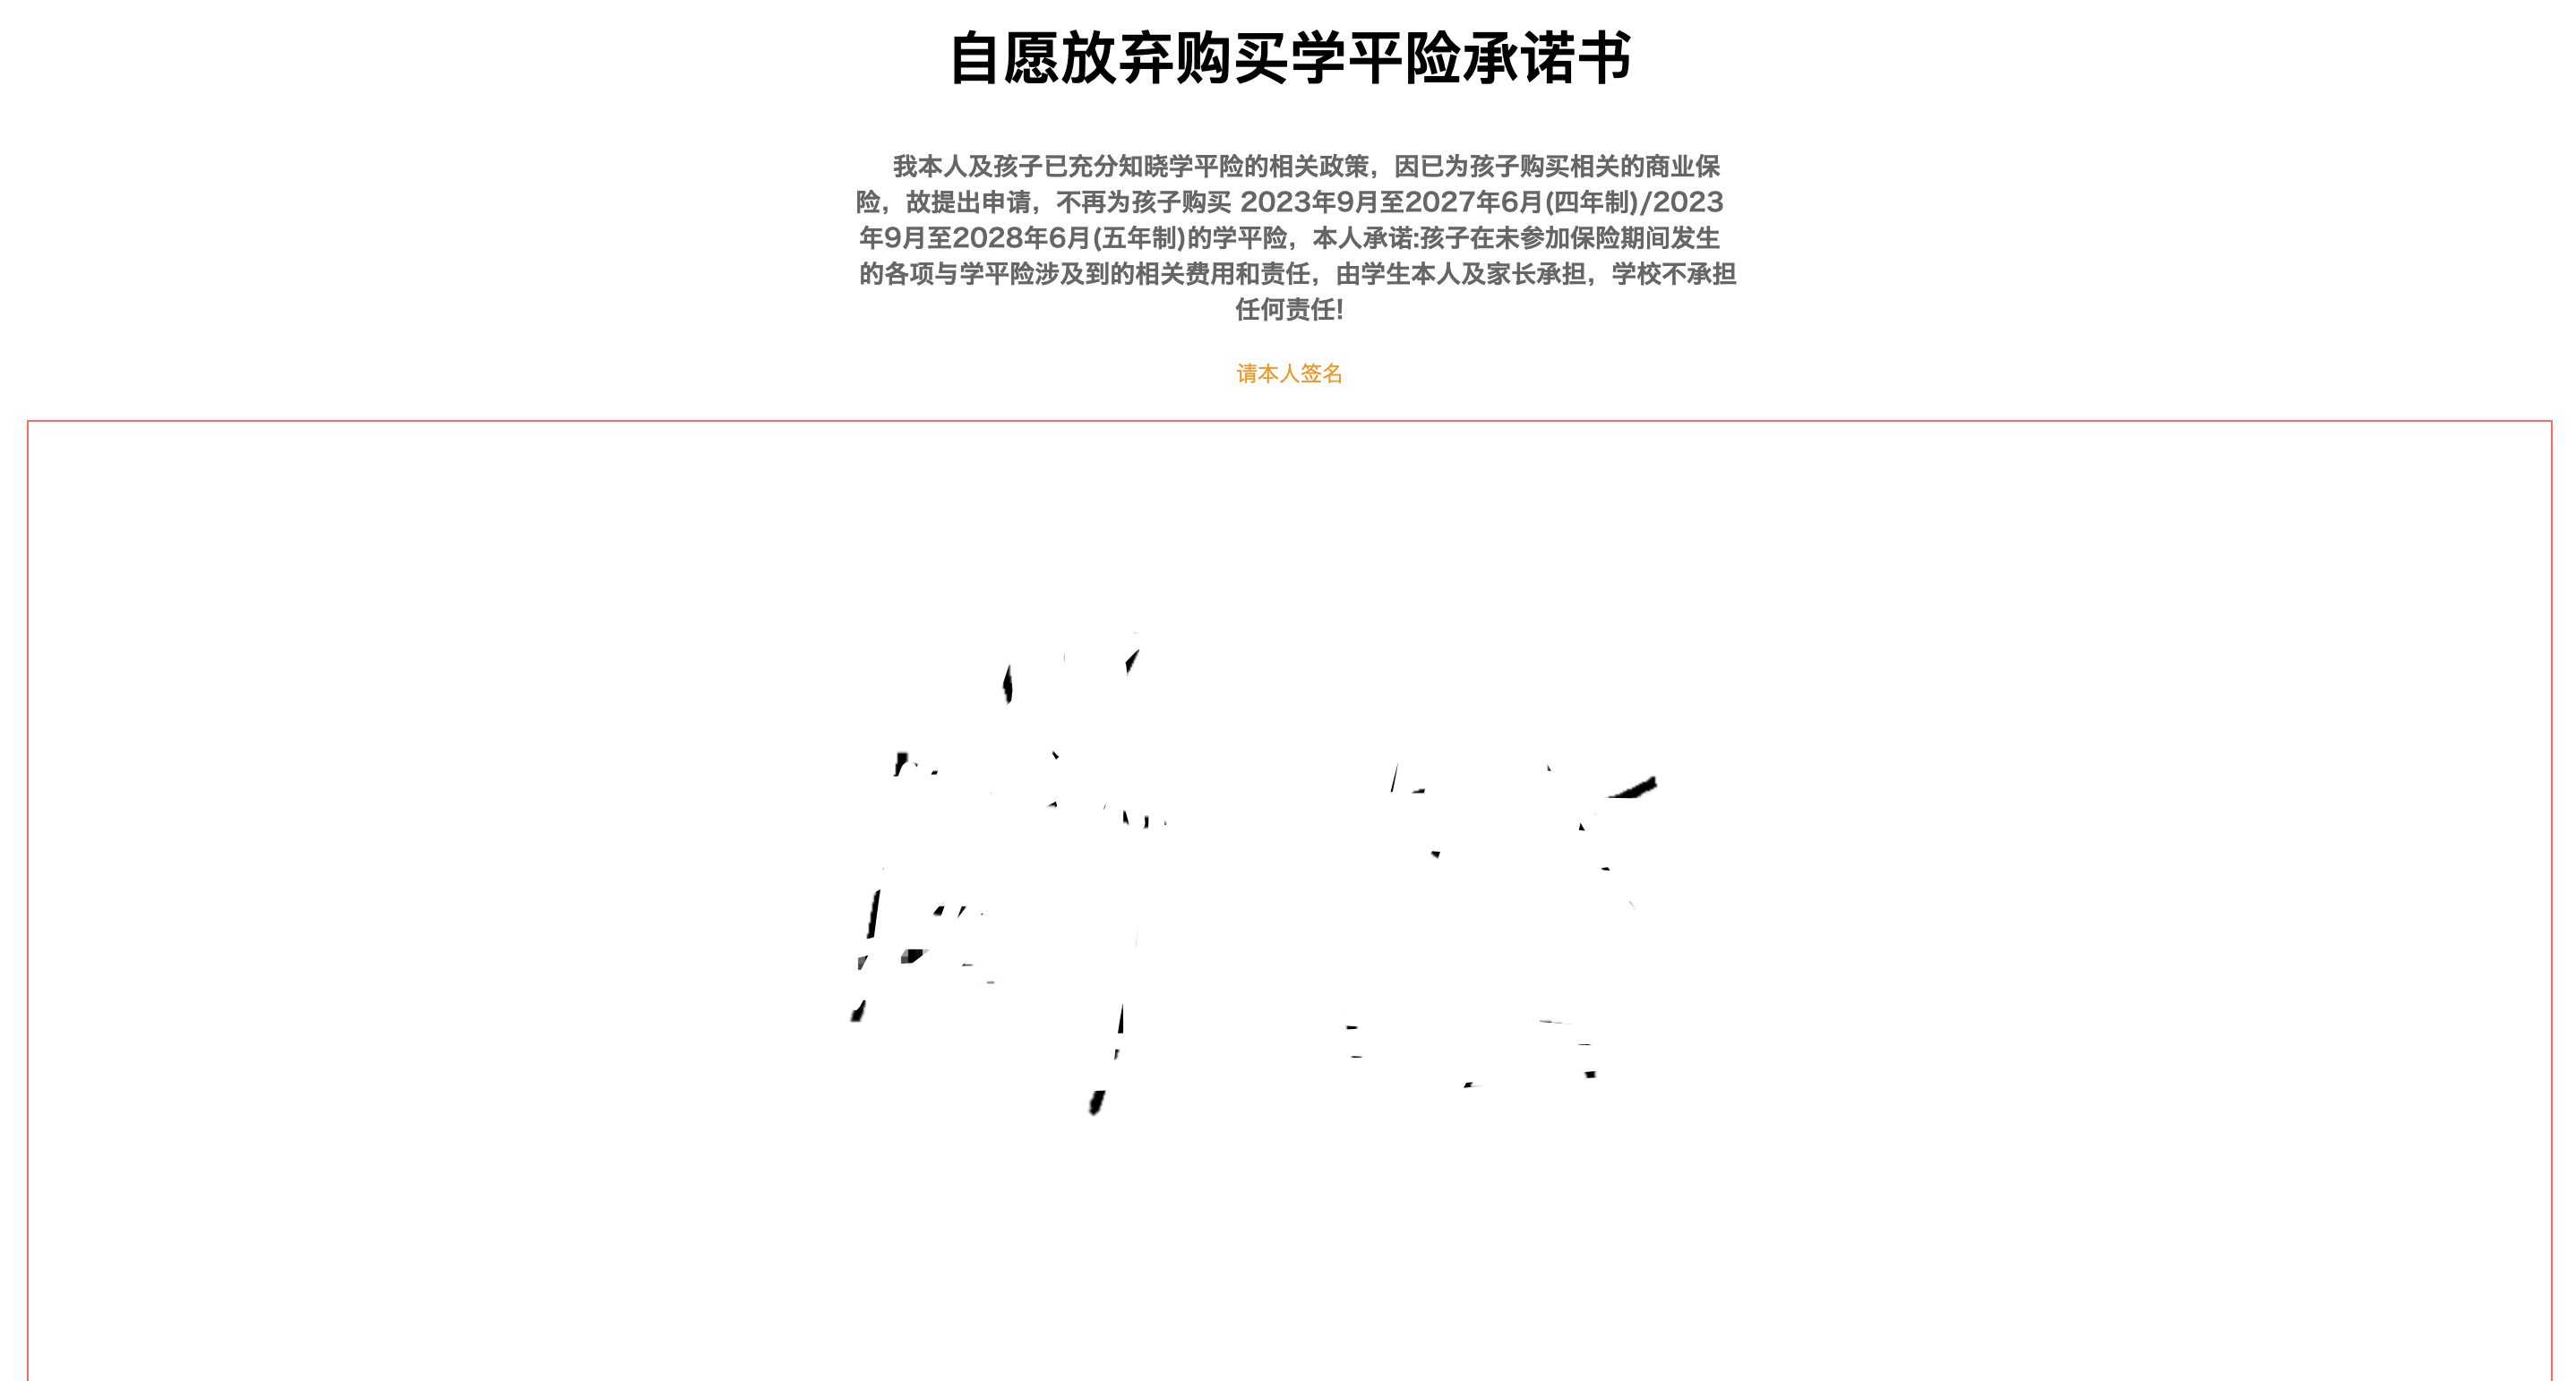 自愿放弃购买学平险承诺书
我本人及孩子已充分知晓学平险的相关政策，因已为孩子购买相关的商业保
险，故提出申请，不再为孩子购买 2023年9月至2027年6月(四年制)/2023
年9月至2028年6月(五年制)的学平险，本人承诺:孩子在未参加保险期间发生
的各项与学平险涉及到的相关费用和责任，由学生本人及家长承担，学校不承担
任何责任!
请本人签名